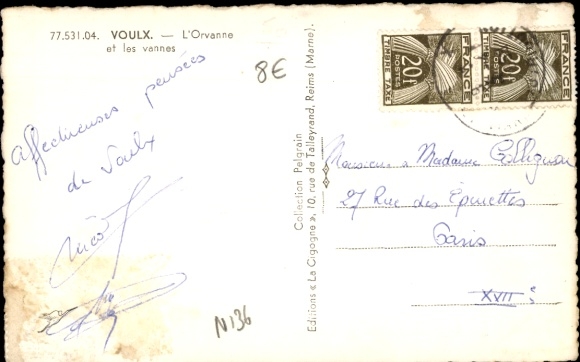 77.531.04. VOULX. — L'Orvanne
et les vannes
8€
Affectueuses pensées
de Voulx
N136
Collection Pelgrain
Editions « La Cigogne », 10, rue de Talleyrand, Reims (Marne).
FRANCE
20F
POSTES
TIMBRE TAXE
FRANCE
20F
POSTES
TIMBRE TAXE
Monsieur & Madame Collignon
27 Rue des Épinettes
Paris
XVII e